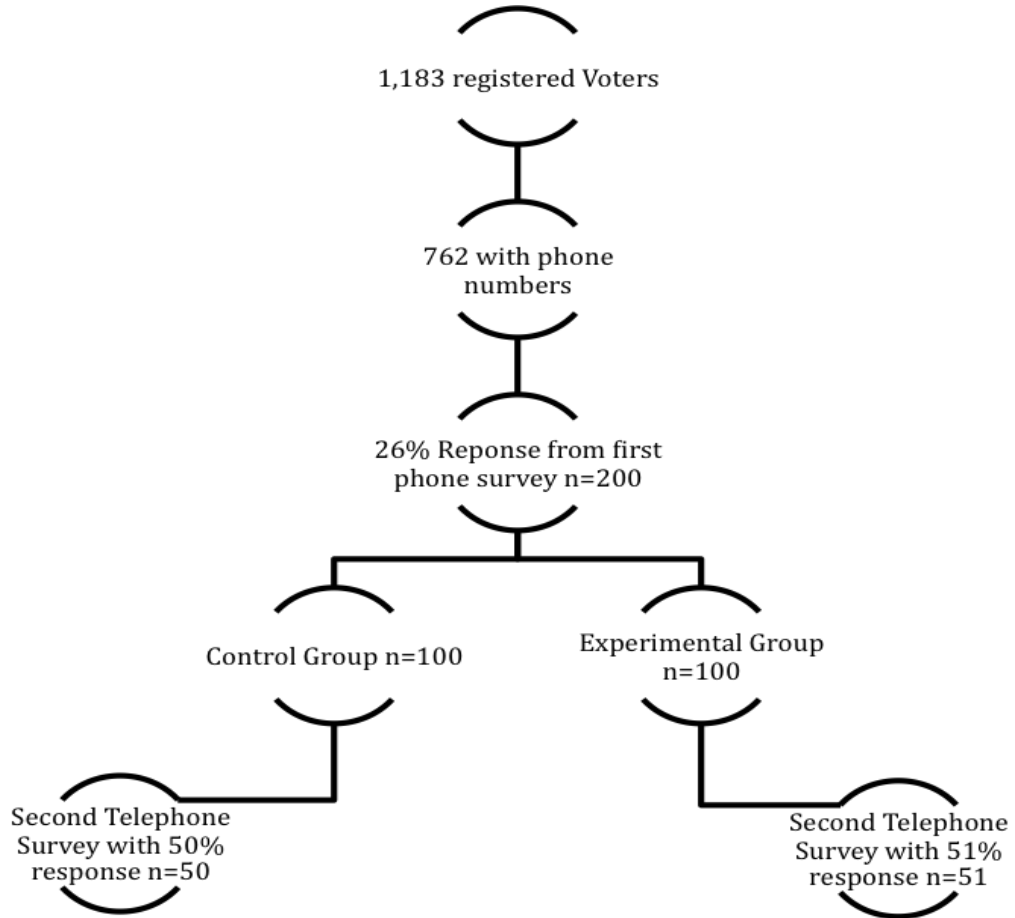 1,183 registered Voters
762 with phone
numbers
26% Reponse from first
phone survey n=200
Control Group n=100
Experimental Group
n=100
Second Telephone
Survey with 50%
response n=50
Second Telephone
Survey with 51%
response n=51